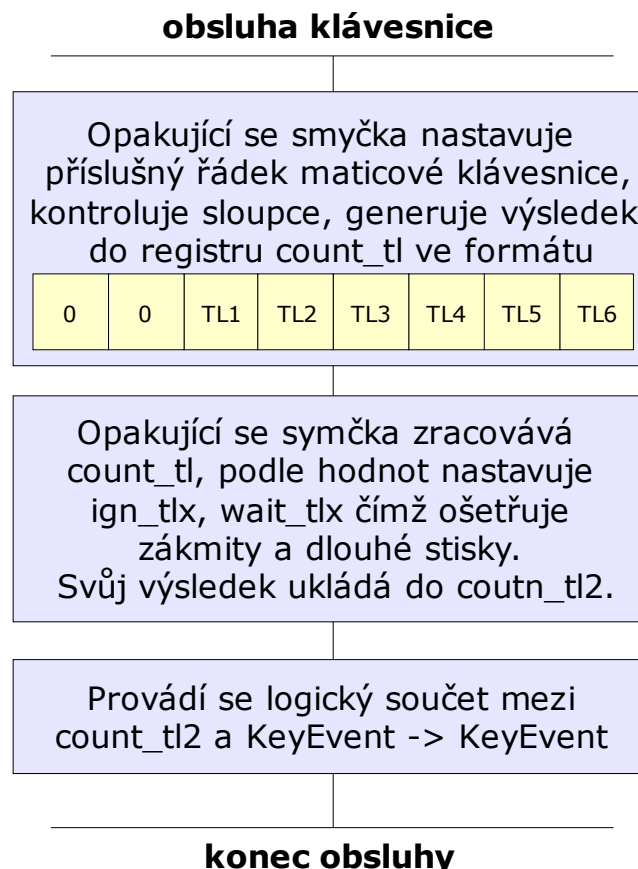 obsluha klávesnice
Opakující se smyčka nastavuje
příslušný řádek maticové klávesnice,
kontroluje sloupce, generuje výsledek
do registru count_tl ve formátu
0 0 TL1 TL2 TL3 TL4 TL5 TL6
Opakující se symčka zracovává
count_tl, podle hodnot nastavuje
ign_tlx, wait_tlx čímž ošetřuje
zákmity a dlouhé stisky.
Svůj výsledek ukládá do coutn_tl2.
Provádí se logický součet mezi
count_tl2 a KeyEvent -> KeyEvent
konec obsluhy